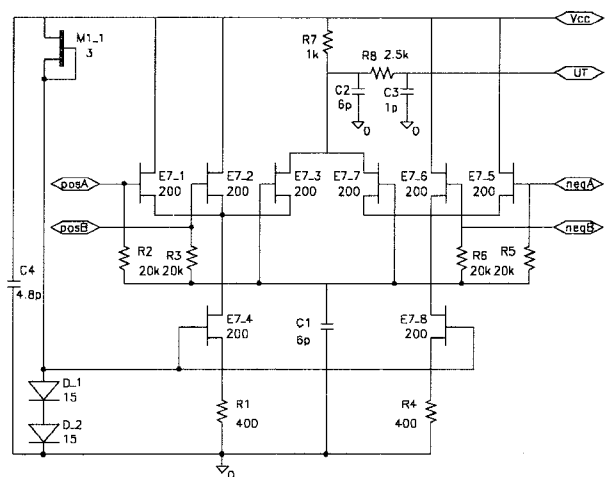 Vcc
M1_1
3
R7
1k
R8 2.5k
UT
C2
6p
C3
1p
0
0
posA
E7_1
200
E7_2
200
E7_3
200
E7_7
200
E7_6
200
E7_5
200
negA
posB
negB
R2
20k
R3
20k
R6
20k
R5
20k
C4
4.8p
E7_4
200
C1
6p
E7_8
200
D_1
15
R1
400
R4
400
D_2
15
0